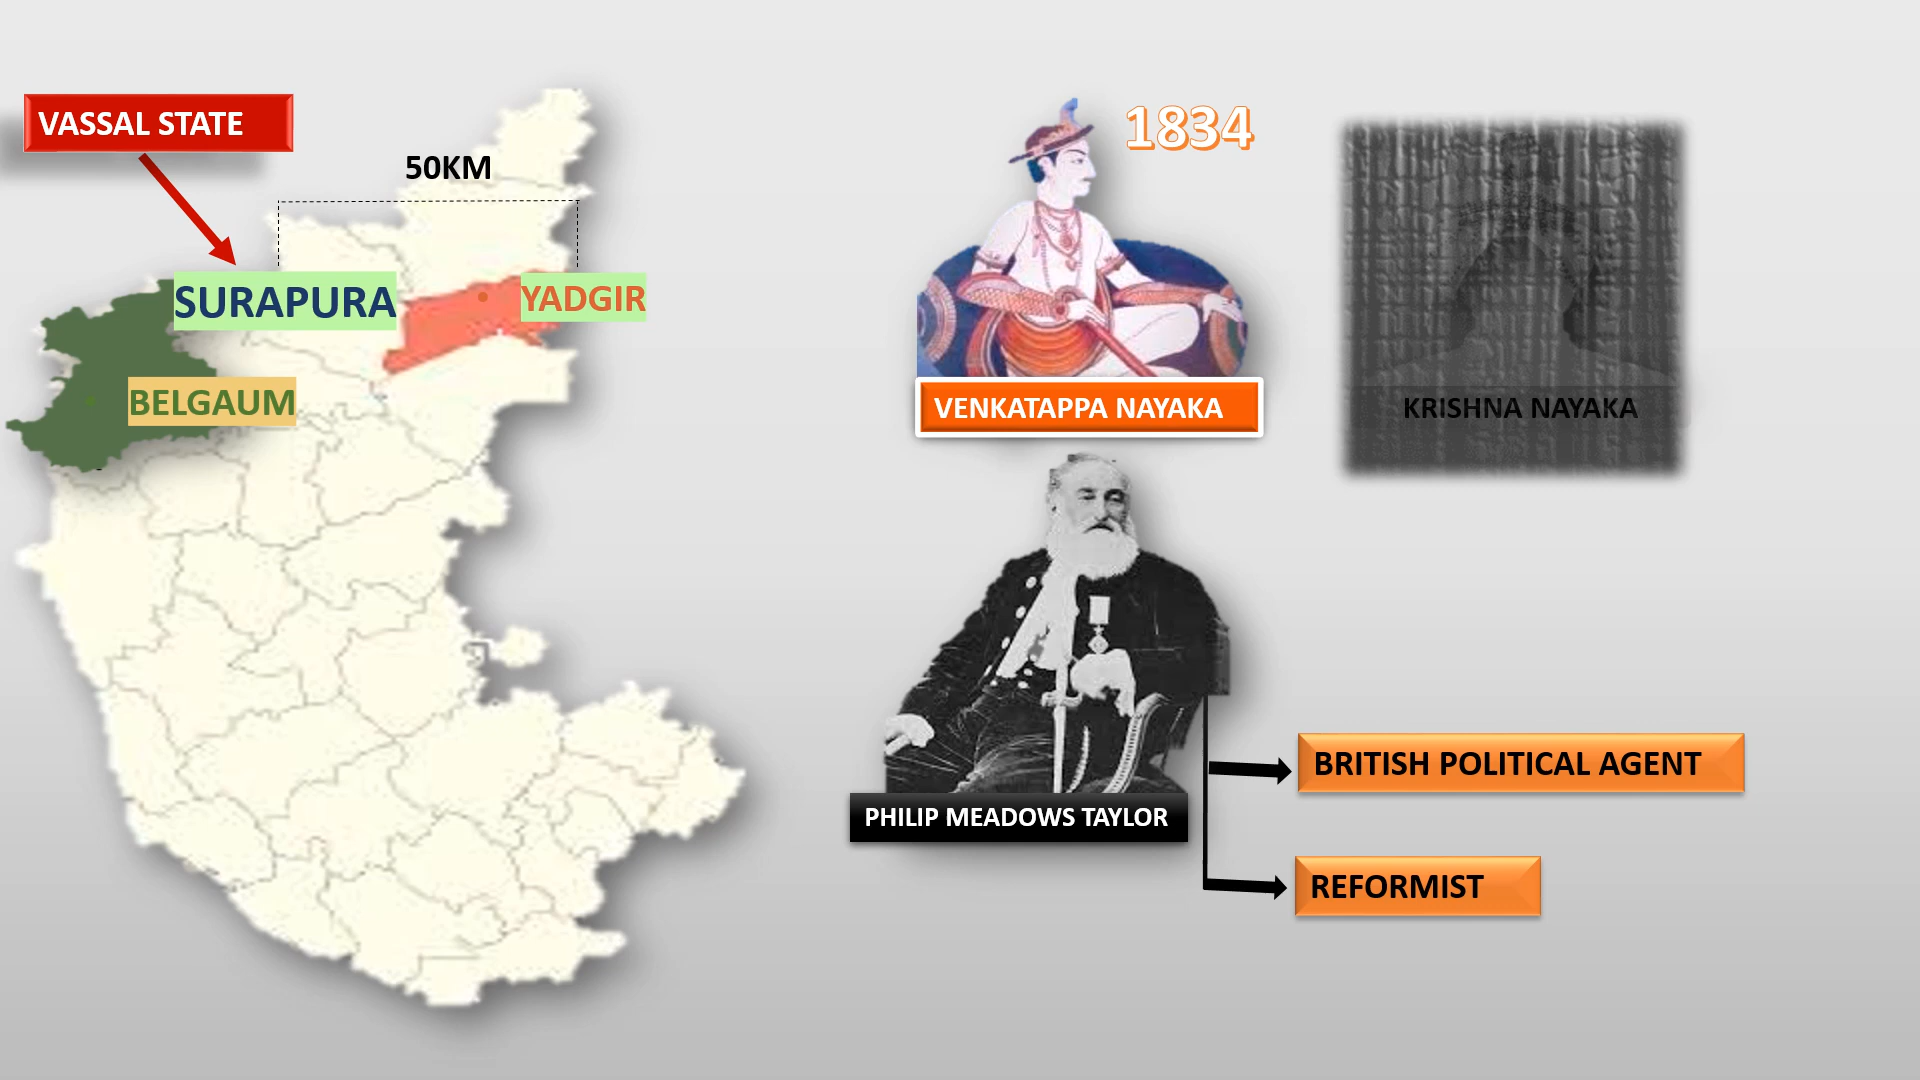 VASSAL STATE
50KM
SURAPURA
YADGIR
BELGAUM
1834
VENKATAPPA NAYAKA
KRISHNA NAYAKA
PHILIP MEADOWS TAYLOR
BRITISH POLITICAL AGENT
REFORMIST